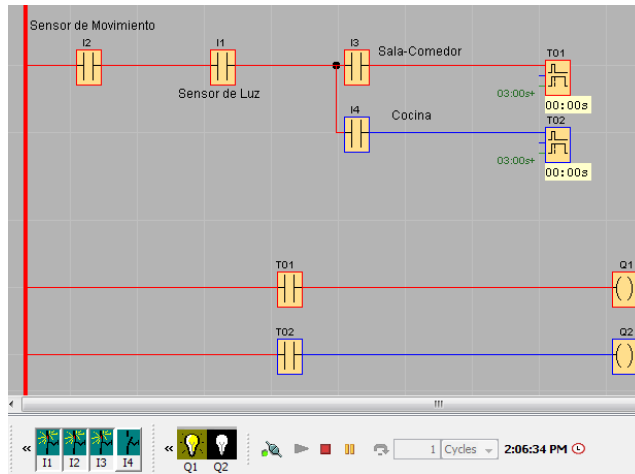 Sensor de Movimiento
I2
I1
I3
Sala-Comedor
T01
Sensor de Luz
03:00s+
00:00s
I4
Cocina
T02
03:00s+
00:00s
T01
Q1
T02
Q2
« I1 I2 I3 I4 « Q1 Q2 1 Cycles 2:06:34 PM